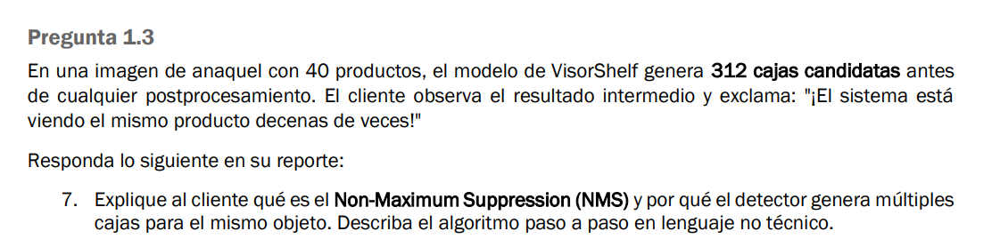 Pregunta 1.3
En una imagen de anaquel con 40 productos, el modelo de VisorShelf genera 312 cajas candidatas antes
de cualquier postprocesamiento. El cliente observa el resultado intermedio y exclama: "¡El sistema está
viendo el mismo producto decenas de veces!"
Responda lo siguiente en su reporte:
7. Explique al cliente qué es el Non-Maximum Suppression (NMS) y por qué el detector genera múltiples
cajas para el mismo objeto. Describa el algoritmo paso a paso en lenguaje no técnico.